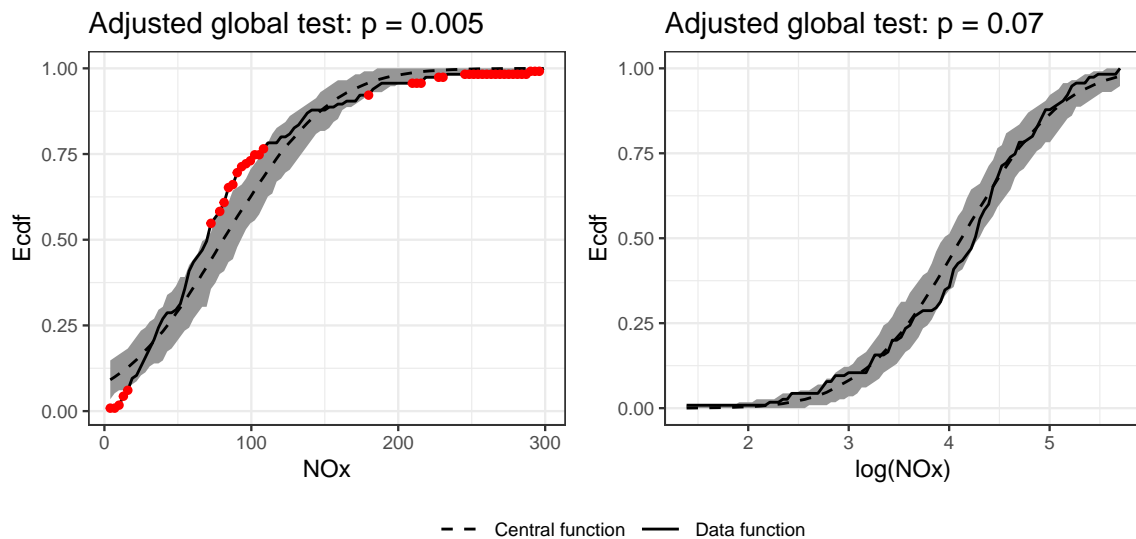 Adjusted global test: p = 0.005
1.00
0.75
0.50
0.25
0.00
Ecdf
0
100
200
300
NOx
Adjusted global test: p = 0.07
1.00
0.75
0.50
0.25
0.00
Ecdf
2
3
4
5
log(NOx)
Central function
Data function